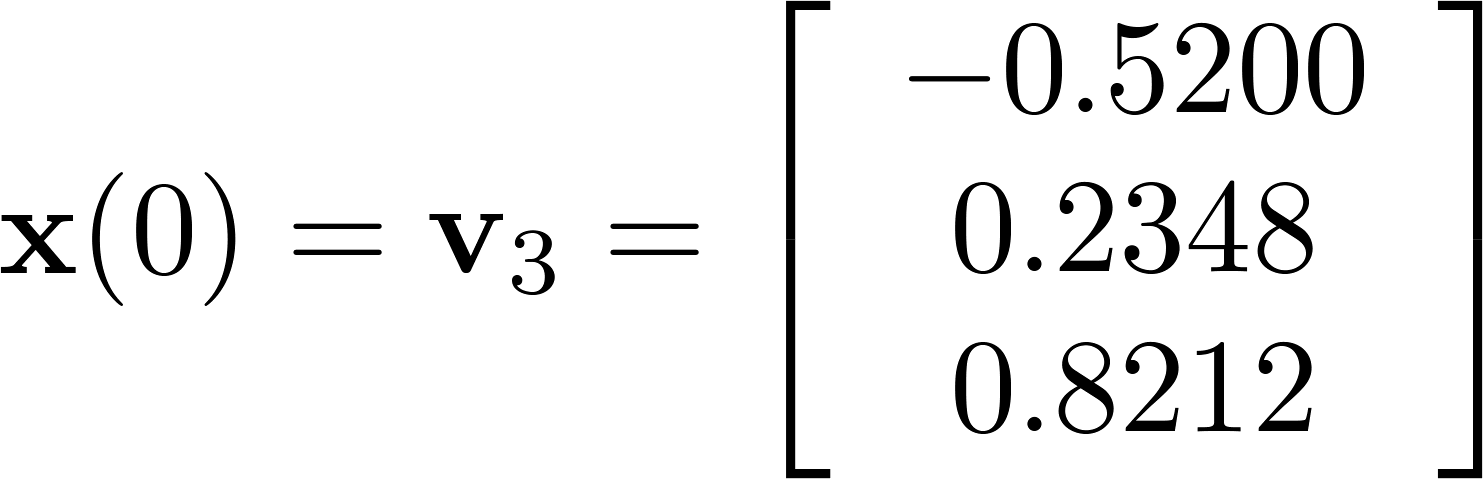 x(0) = v₃ = [ −0.5200
0.2348
0.8212 ]